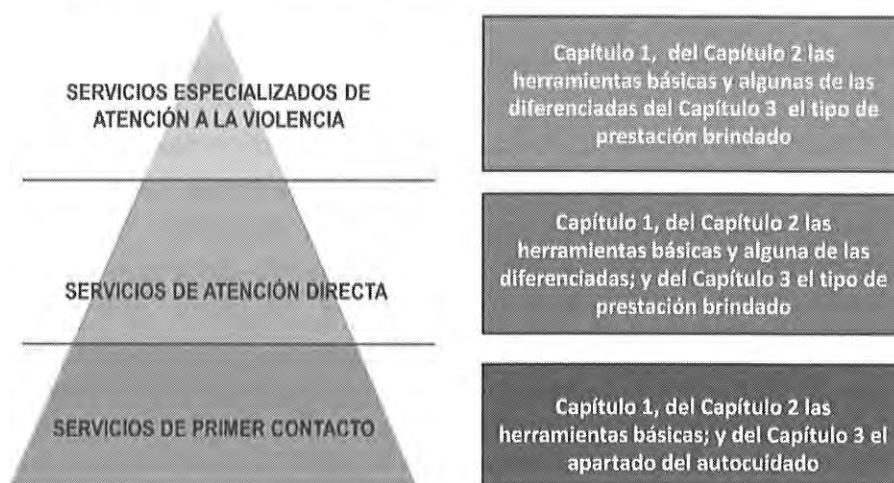 SERVICIOS ESPECIALIZADOS DE
ATENCIÓN A LA VIOLENCIA
Capítulo 1, del Capítulo 2 las
herramientas básicas y algunas de las
diferenciadas del Capítulo 3 el tipo de
prestación brindado
SERVICIOS DE ATENCIÓN DIRECTA
Capítulo 1, del Capítulo 2 las
herramientas básicas y alguna de las
diferenciadas; y del Capítulo 3 el tipo de
prestación brindado
SERVICIOS DE PRIMER CONTACTO
Capítulo 1, del Capítulo 2 las
herramientas básicas; y del Capítulo 3 el
apartado del autocuidado